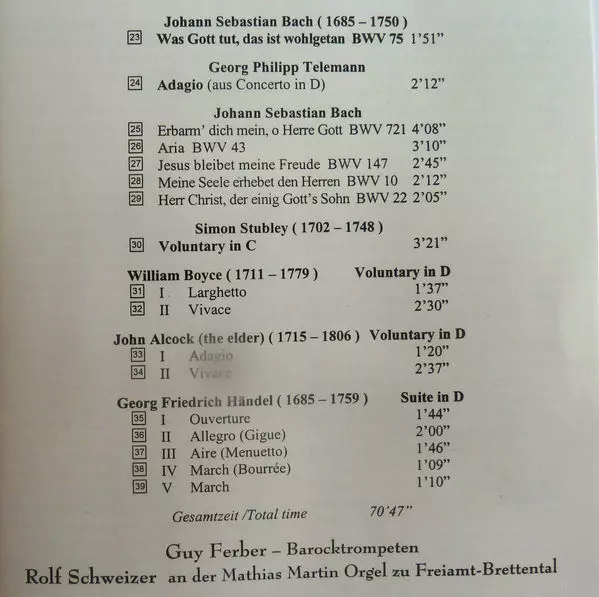 Johann Sebastian Bach ( 1685 – 1750 )
23 Was Gott tut, das ist wohlgetan BWV 75 1‘51“
Georg Philipp Telemann
24 Adagio (aus Concerto in D) 2‘12“
Johann Sebastian Bach
25 Erbarm’ dich mein, o Herre Gott BWV 721 4‘08“
26 Aria BWV 43 3‘10“
27 Jesus bleibet meine Freude BWV 147 2‘45“
28 Meine Seele erhebet den Herren BWV 10 2‘12“
29 Herr Christ, der einig Gott’s Sohn BWV 22 2‘05“
Simon Stubley ( 1702 – 1748 )
30 Voluntary in C 3‘21“
William Boyce ( 1711 – 1779 ) Voluntary in D
31 I Larghetto 1‘37“
32 II Vivace 2‘30“
John Alcock (the elder) ( 1715 – 1806 ) Voluntary in D
33 I Adagio 1‘20“
34 II Vivace 2‘37“
Georg Friedrich Händel ( 1685 – 1759 ) Suite in D
35 I Ouverture 1‘44“
36 II Allegro (Gigue) 2‘00“
37 III Aire (Menuetto) 1‘46“
38 IV March (Bourrée) 1‘09“
39 V March 1‘10“
Gesamtzeit /Total time 70‘47“
Guy Ferber – Barocktrompeten
Rolf Schweizer an der Mathias Martin Orgel zu Freiamt-Brettental